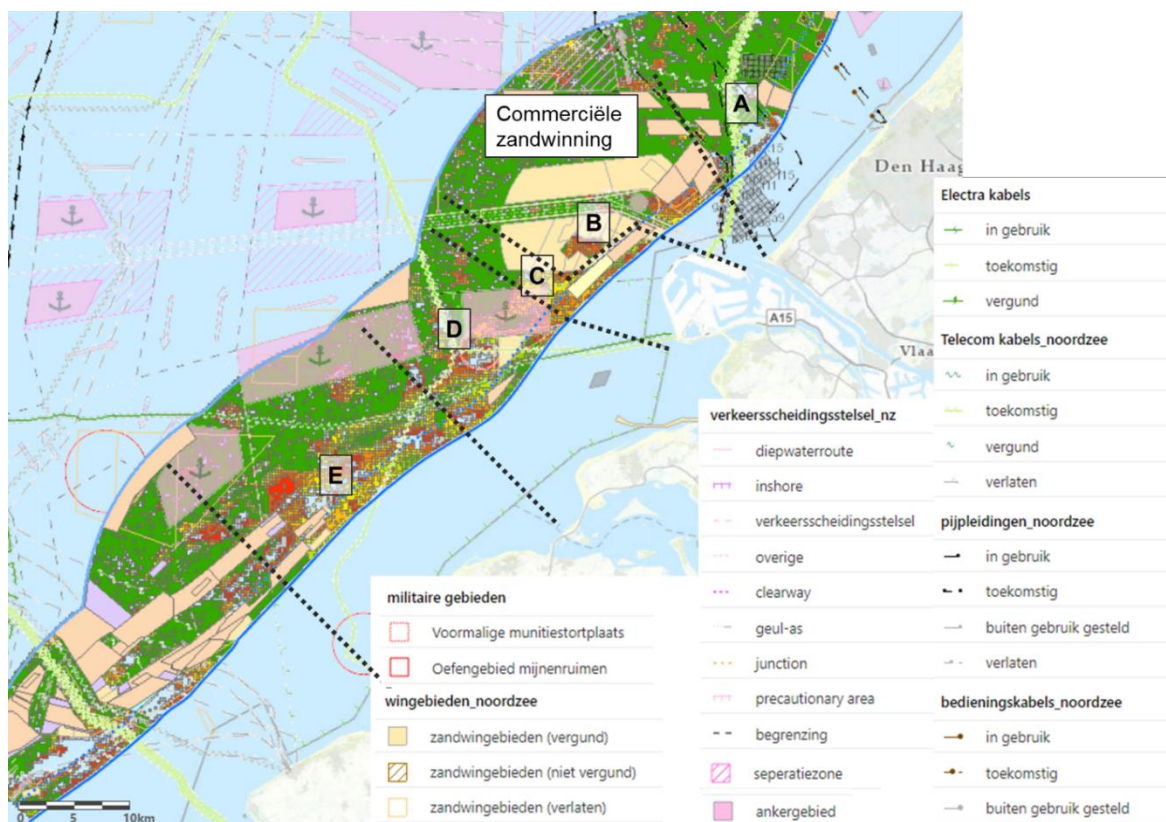 A
Commerciële
zandwinning
Den Haag
B
C
D
A15
Vlaa
E
0 5 10km
militaire gebieden
Voormalige munitiestortplaats
Oefengebied mijnenruimen
wingebieden_noordzee
zandwingebieden (vergund)
zandwingebieden (niet vergund)
zandwingebieden (verlaten)
verkeersscheidingsstelsel_nz
diepwaterroute
inshore
verkeersscheidingsstelsel
overige
clearway
geul-as
junction
precautionary area
begrenzing
seperatiezone
ankergebied
Electra kabels
in gebruik
toekomstig
vergund
Telecom kabels_noordzee
in gebruik
toekomstig
vergund
verlaten
pijpleidingen_noordzee
in gebruik
toekomstig
buiten gebruik gesteld
verlaten
bedieningskabels_noordzee
in gebruik
toekomstig
buiten gebruik gesteld